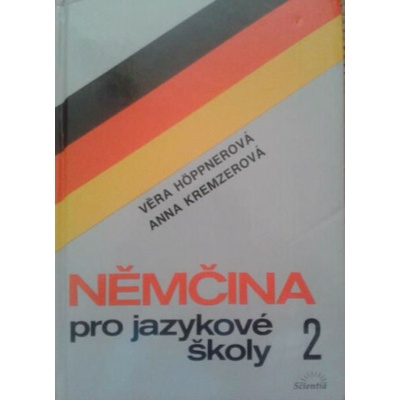 VĚRA HÖPPNEROVÁ
ANNA KREMZEROVÁ
NĚMČINA
pro jazykové
školy 2
Scientia